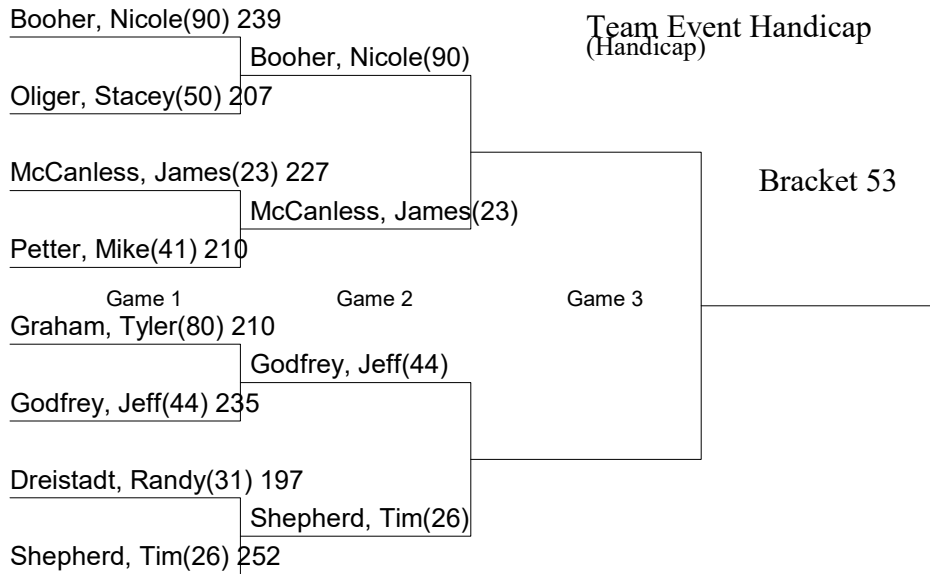 Booher, Nicole(90) 239
Team Event Handicap
(Handicap)
Booher, Nicole(90)
Oliger, Stacey(50) 207
McCanless, James(23) 227
Bracket 53
McCanless, James(23)
Petter, Mike(41) 210
Game 1
Game 2
Game 3
Graham, Tyler(80) 210
Godfrey, Jeff(44)
Godfrey, Jeff(44) 235
Dreistadt, Randy(31) 197
Shepherd, Tim(26)
Shepherd, Tim(26) 252